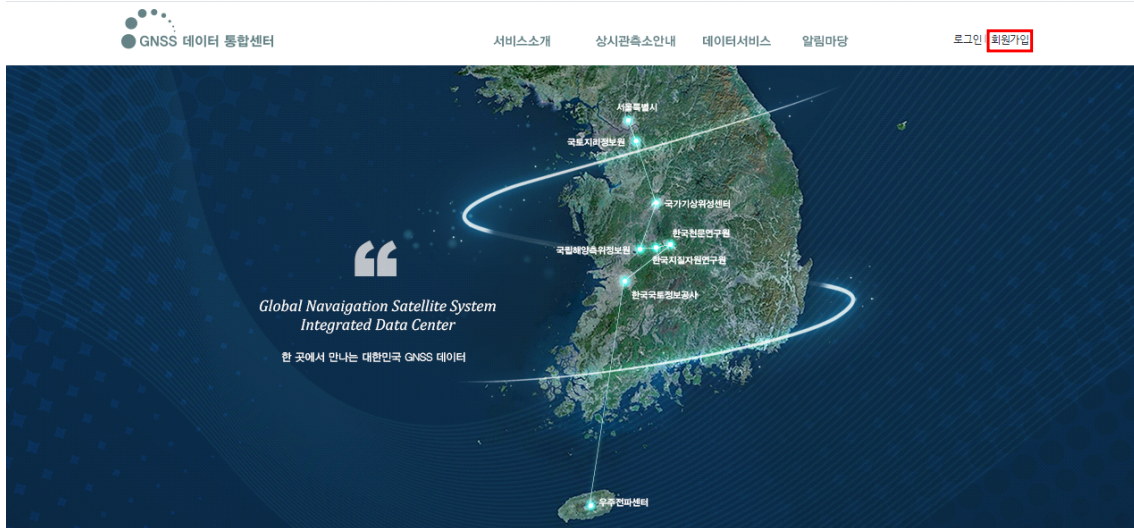 GNSS 데이터 통합센터
서비스소개 상시관측소안내 데이터서비스 알림마당
로그인 | 회원가입
서울특별시
국토지리정보원
국가기상위성센터
한국천문연구원
국립해양측위정보원
한국지질자원연구원
한국국토정보공사
Global Navaigation Satellite System
Integrated Data Center
한 곳에서 만나는 대한민국 GNSS 데이터
우주전파센터